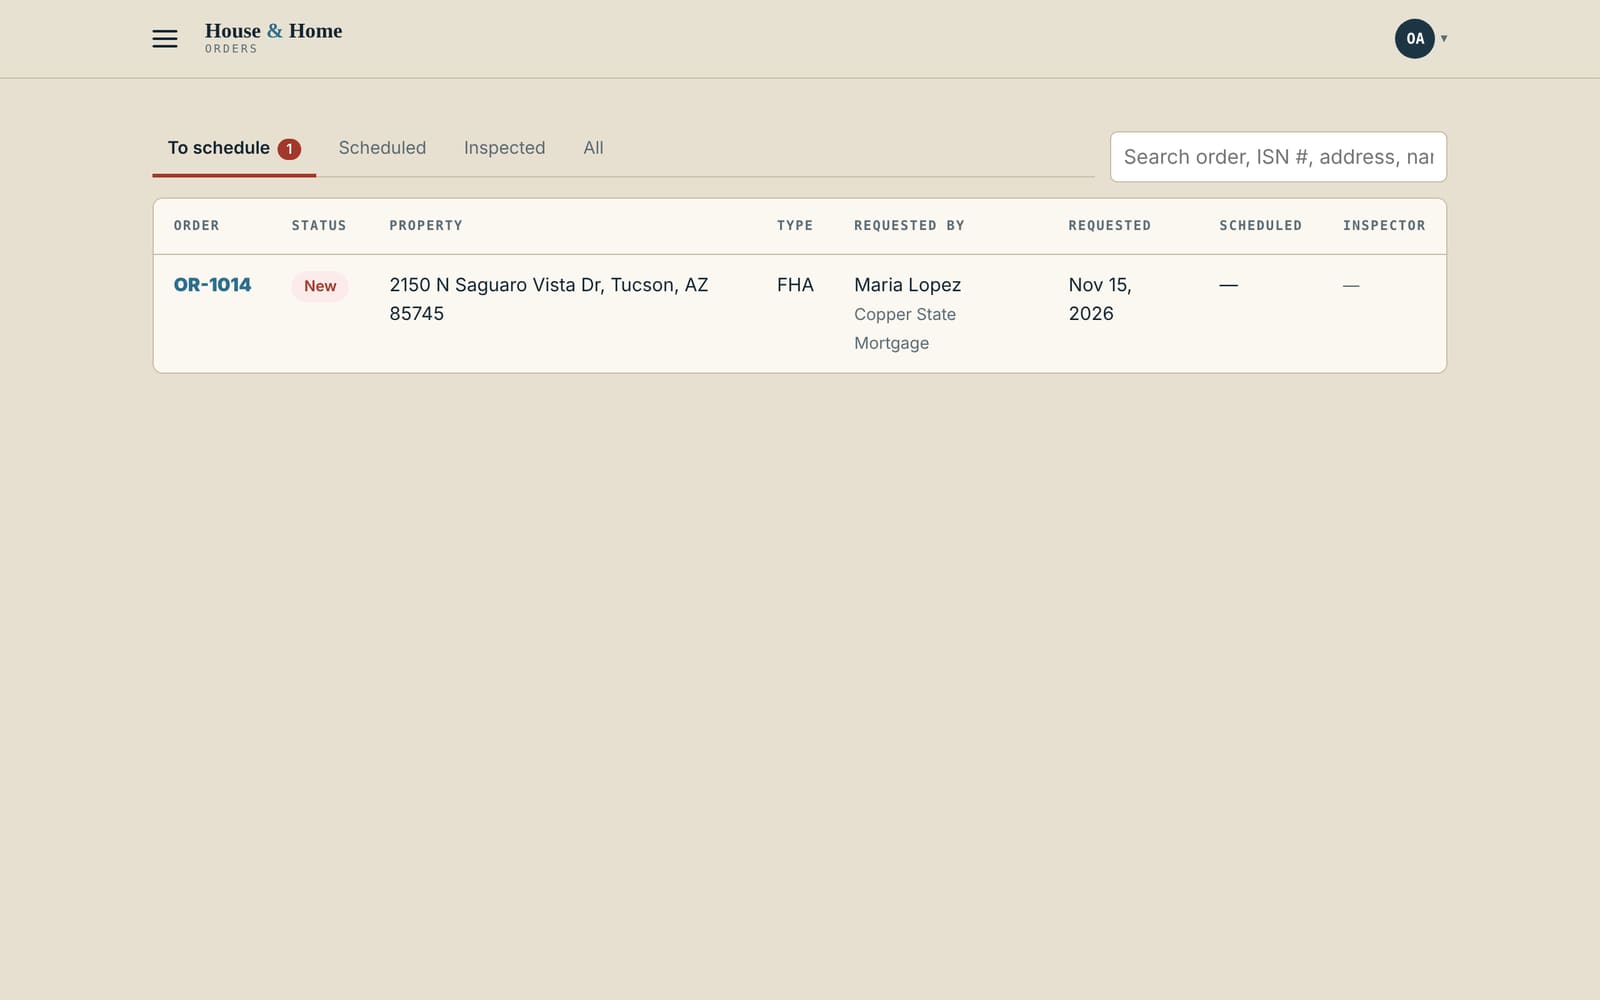 House & Home
ORDERS
OA ▾
To schedule 1
Scheduled
Inspected
All
Search order, ISN #, address, nar
ORDER STATUS PROPERTY TYPE REQUESTED BY REQUESTED SCHEDULED INSPECTOR
OR-1014 New 2150 N Saguaro Vista Dr, Tucson, AZ FHA Maria Lopez Nov 15, — —
85745 Copper State 2026
Mortgage